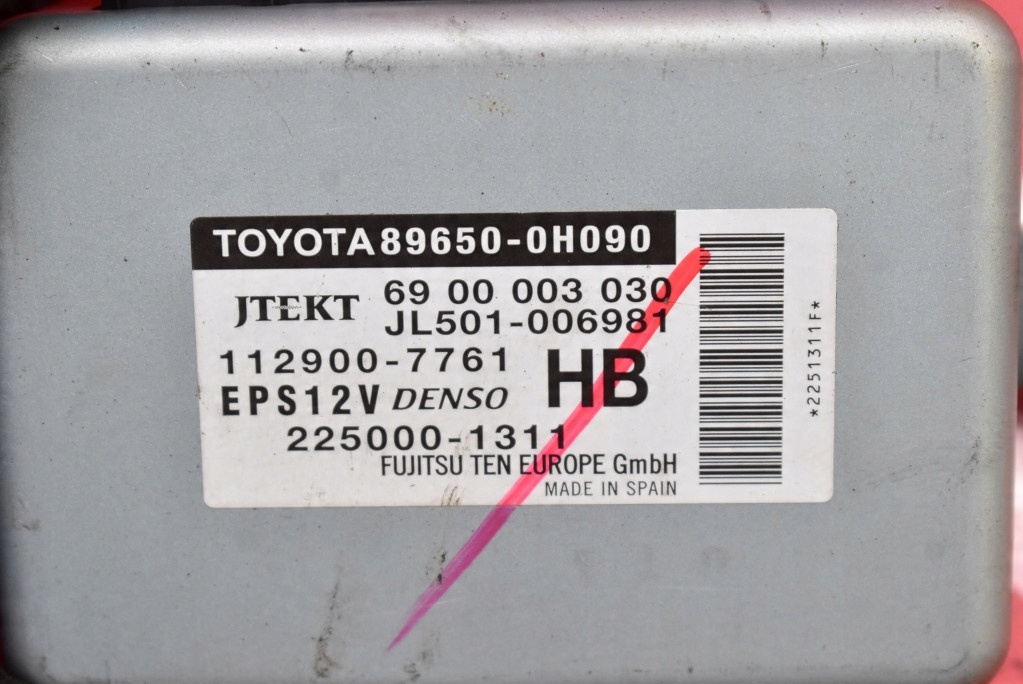 TOYOTA 89650-0H090
JTEKT 69 00 003 030
JL501-006981
112900-7761 HB
EPS12V DENSO
225000-1311
FUJITSU TEN EUROPE GmbH
MADE IN SPAIN
*2251311F*